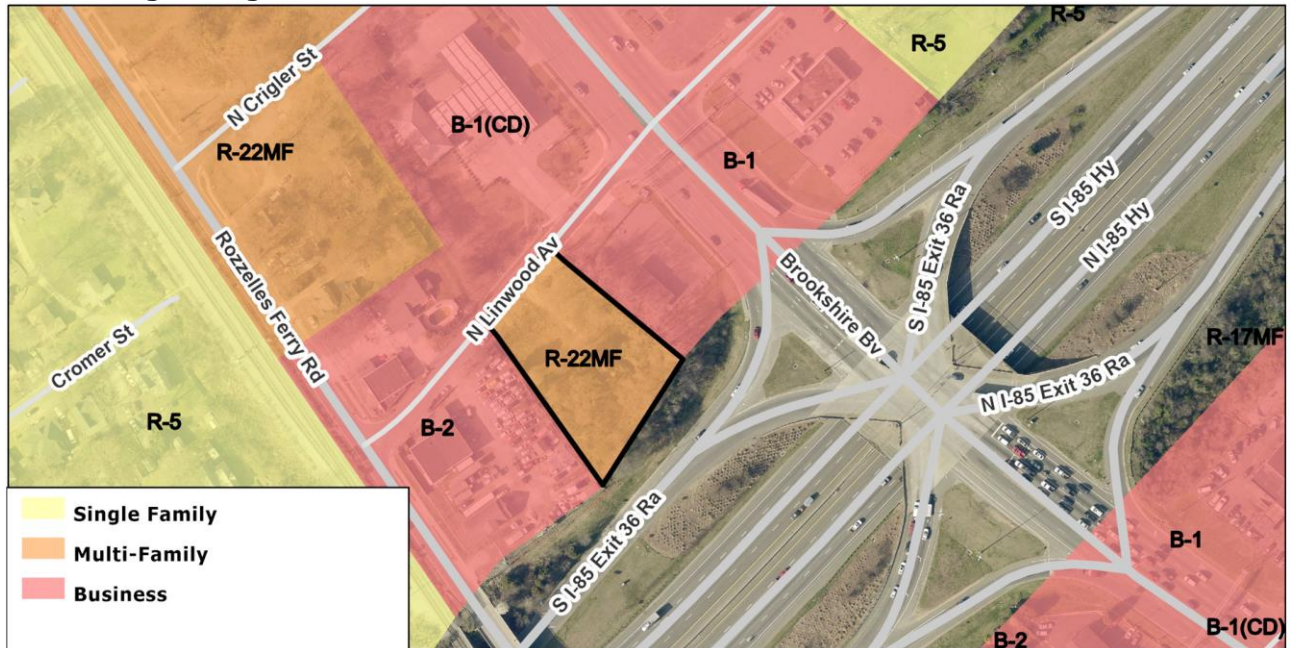 R-5
R-5
N Crigler St
R-22MF
B-1(CD)
B-1
S I-85 Exit 36 Ra
S I-85 Hy
N I-85 Hy
Rozzelles Ferry Rd
N Linwood Av
Brookshire Bv
Cromer St
R-22MF
R-17MF
N I-85 Exit 36 Ra
R-5
B-2
S I-85 Exit 36 Ra
B-1
B-1(CD)
B-2
Single Family
Multi-Family
Business